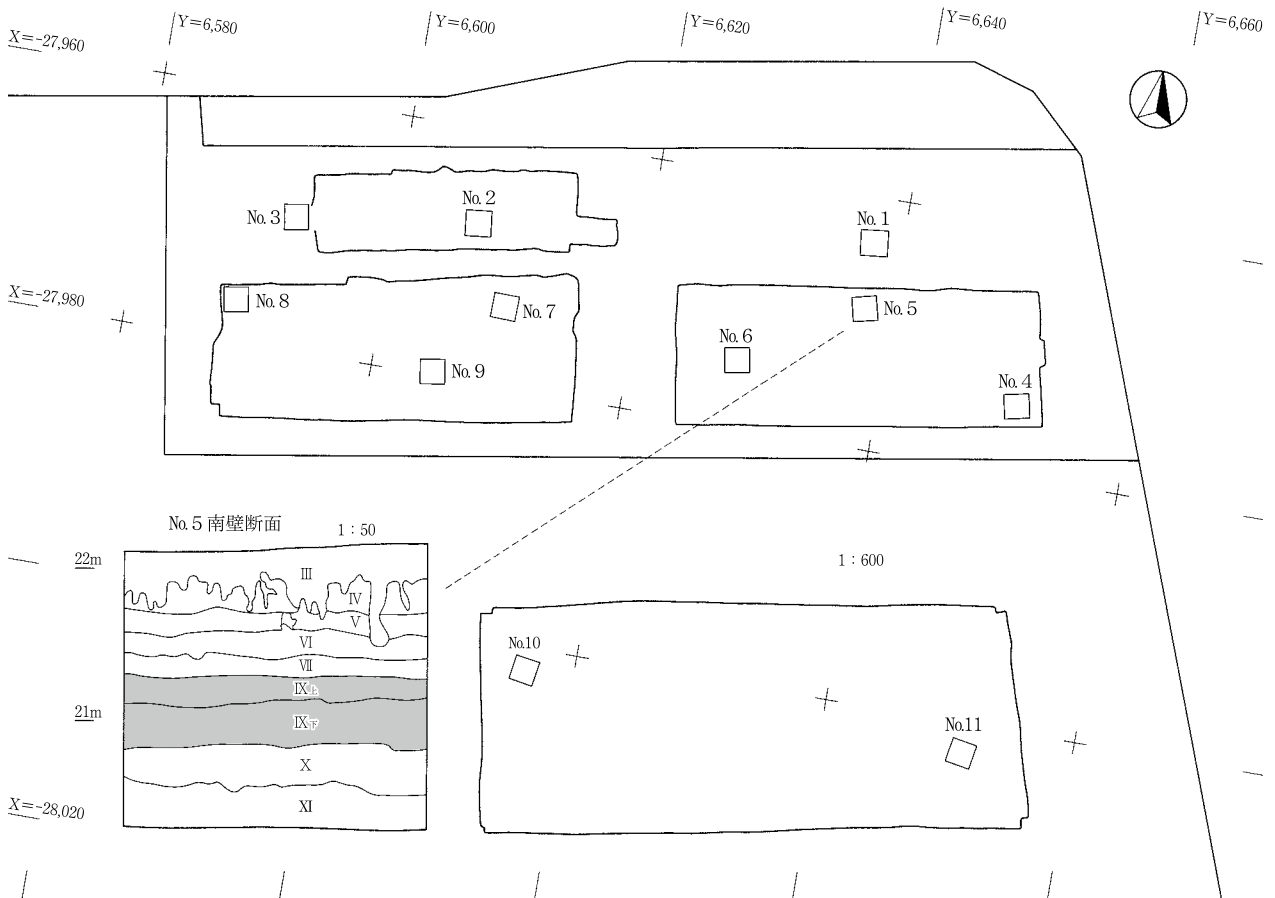 X=-27,960
Y=6,580
Y=6,600
Y=6,620
Y=6,640
Y=6,660
No.3
No.2
No.1
X=-27,980
No.8
No.7
No.5
No.6
No.9
No.4
No.5南壁断面
1：50
22m
1：600
III
IV
V
VI
VII
IX上
21m
IX下
X
XI
No.10
No.11
X=-28,020